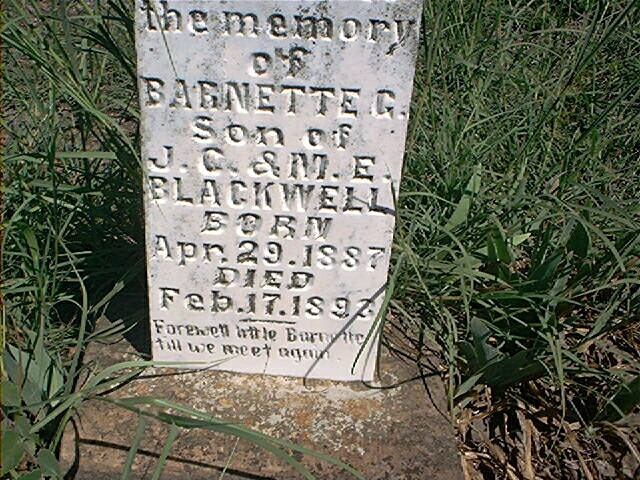 the memory
of
BARNETTE G.
Son of
J. C. & M. E.
BLACKWELL
BORN
Apr. 29. 1887
DIED
Feb. 17. 1892
Farewell little Barnette
till we meet again